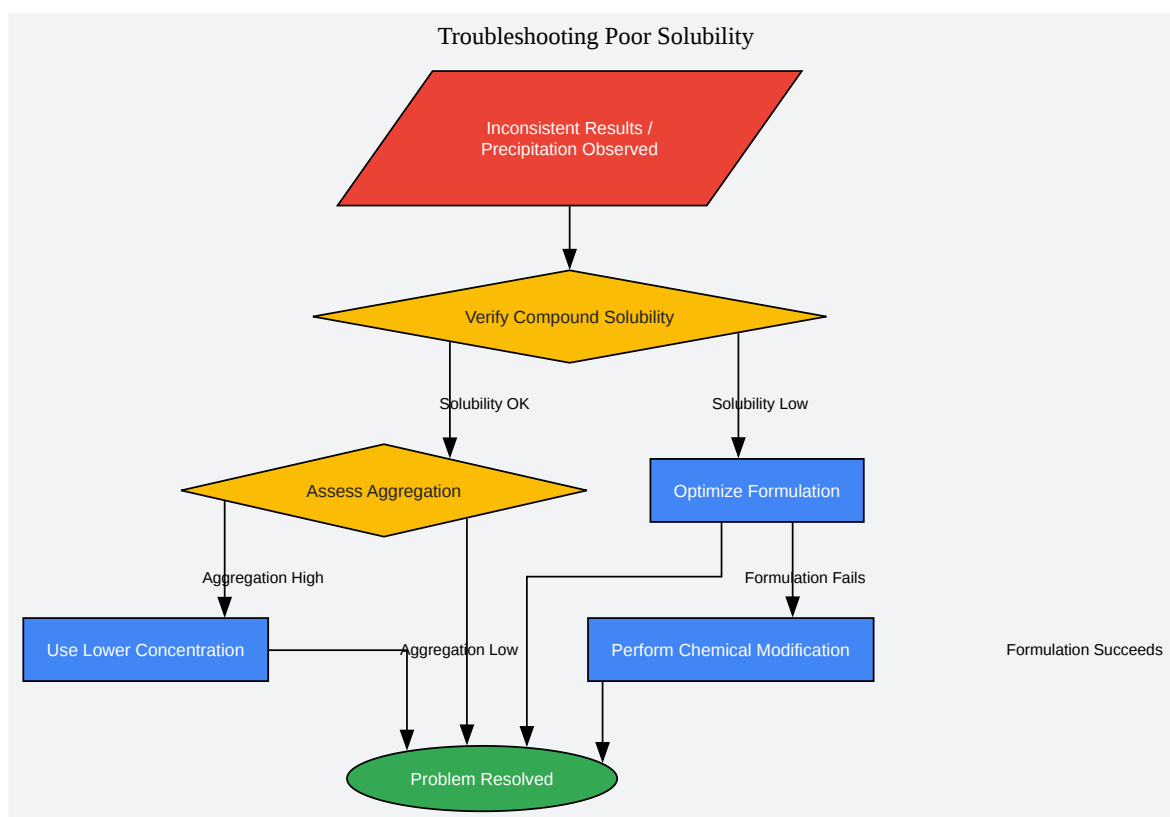 Troubleshooting Poor Solubility
Inconsistent Results /
Precipitation Observed
Verify Compound Solubility
Solubility OK
Solubility Low
Assess Aggregation
Optimize Formulation
Aggregation High
Formulation Fails
Use Lower Concentration
Aggregation Low
Perform Chemical Modification
Formulation Succeeds
Problem Resolved